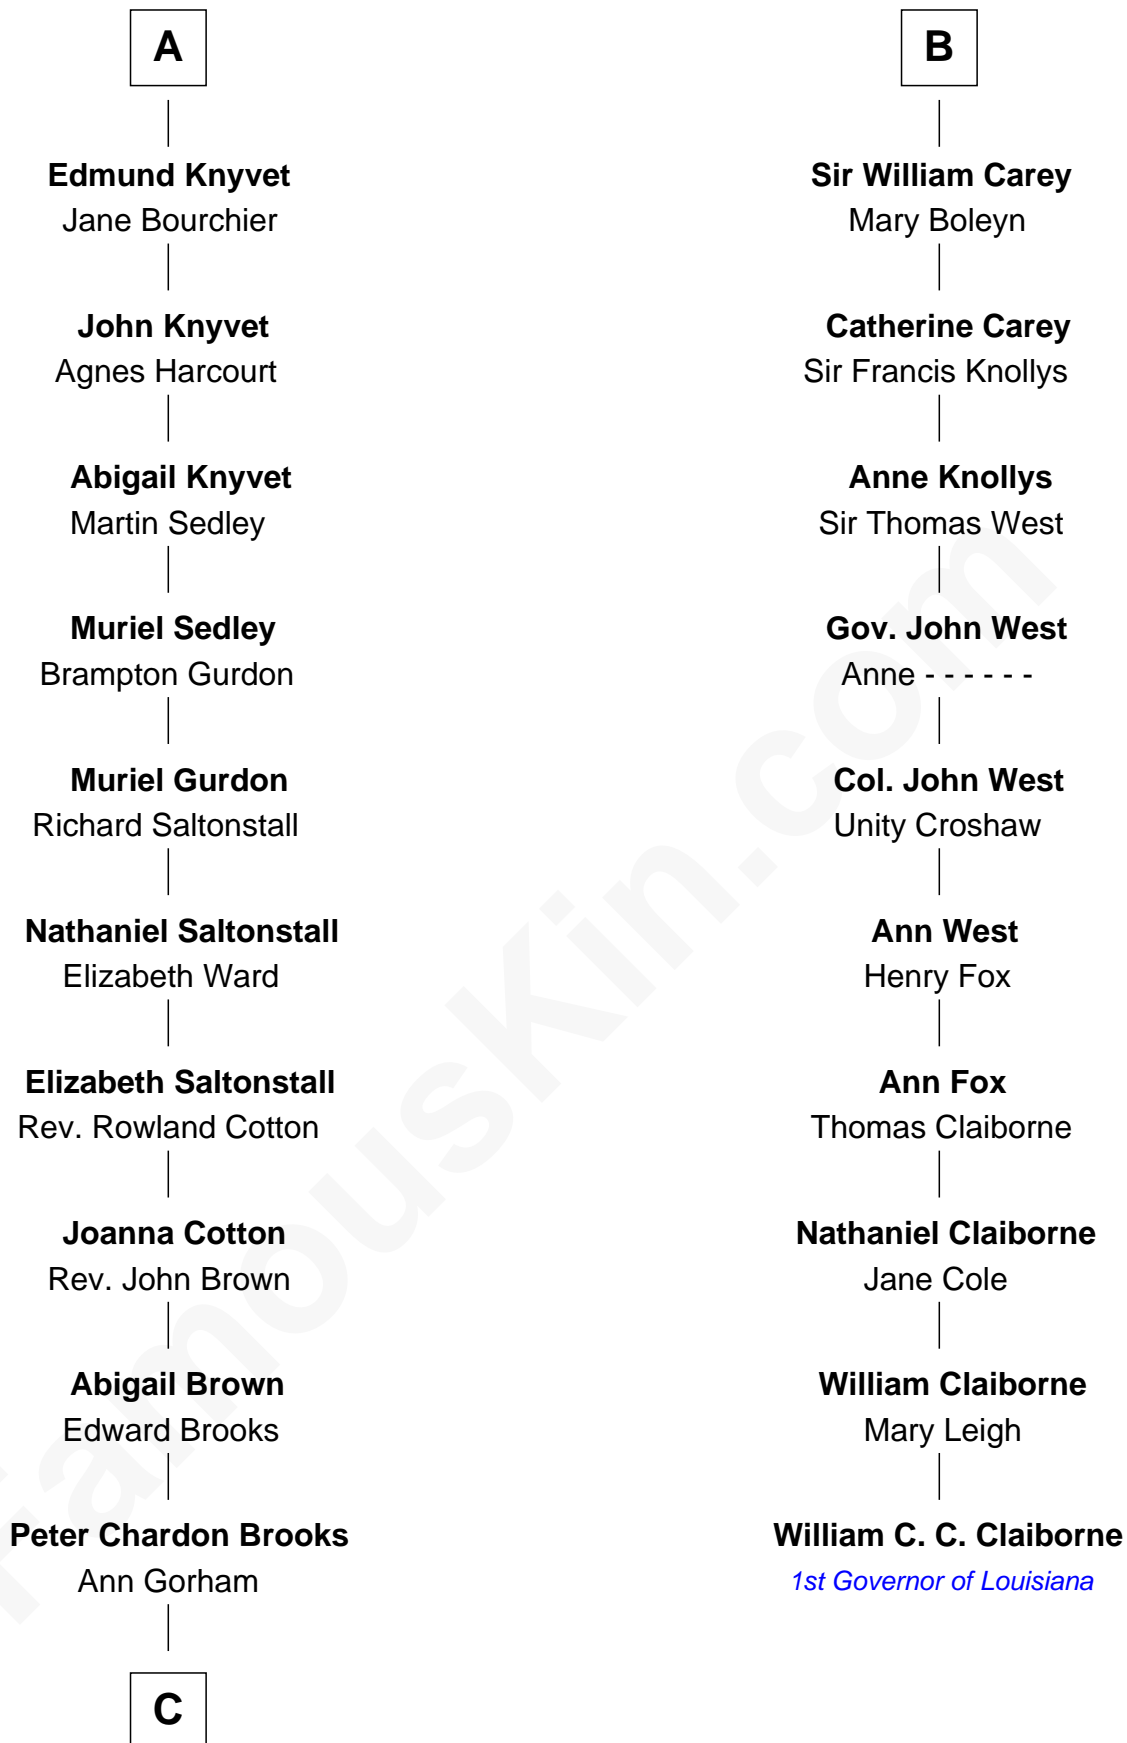 A
Edmund Knyvet
Jane Bourchier
John Knyvet
Agnes Harcourt
Abigail Knyvet
Martin Sedley
Muriel Sedley
Brampton Gurdon
Muriel Gurdon
Richard Saltonstall
Nathaniel Saltonstall
Elizabeth Ward
Elizabeth Saltonstall
Rev. Rowland Cotton
Joanna Cotton
Rev. John Brown
Abigail Brown
Edward Brooks
Peter Chardon Brooks
Ann Gorham
C
B
Sir William Carey
Mary Boleyn
Catherine Carey
Sir Francis Knollys
Anne Knollys
Sir Thomas West
Gov. John West
Anne - - - - - -
Col. John West
Unity Croshaw
Ann West
Henry Fox
Ann Fox
Thomas Claiborne
Nathaniel Claiborne
Jane Cole
William Claiborne
Mary Leigh
William C. C. Claiborne
1st Governor of Louisiana
FamousKin.com